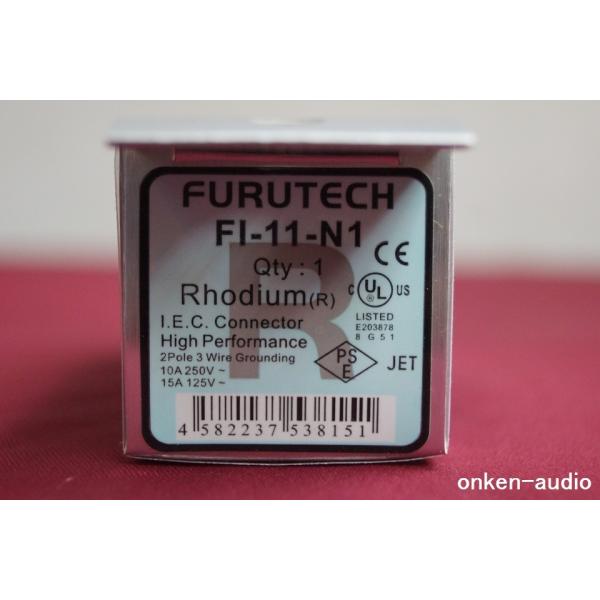 FURUTECH
FI-11-N1
Qty : 1
Rhodium(R)
R
CE
C UL US
LISTED
E203878
8 G 5 1
I.E.C. Connector
High Performance
2Pole 3 Wire Grounding
10A 250V ~
15A 125V ~
PS
E
JET
4 582237 538151
onken-audio